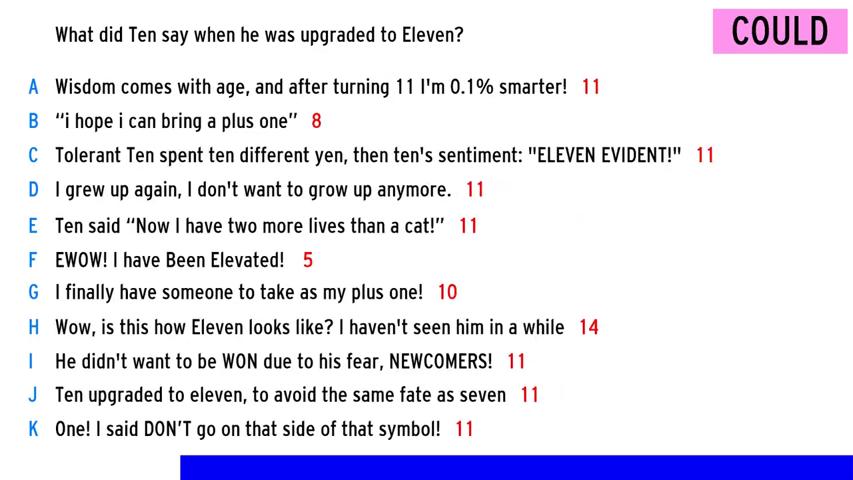 What did Ten say when he was upgraded to Eleven?
COULD
A Wisdom comes with age, and after turning 11 I'm 0.1% smarter! 11
B “i hope i can bring a plus one” 8
C Tolerant Ten spent ten different yen, then ten's sentiment: "ELEVEN EVIDENT!" 11
D I grew up again, I don't want to grow up anymore. 11
E Ten said “Now I have two more lives than a cat!” 11
F EWOW! I have Been Elevated! 5
G I finally have someone to take as my plus one! 10
H Wow, is this how Eleven looks like? I haven't seen him in a while 14
I He didn't want to be WON due to his fear, NEWCOMERS! 11
J Ten upgraded to eleven, to avoid the same fate as seven 11
K One! I said DON’T go on that side of that symbol! 11